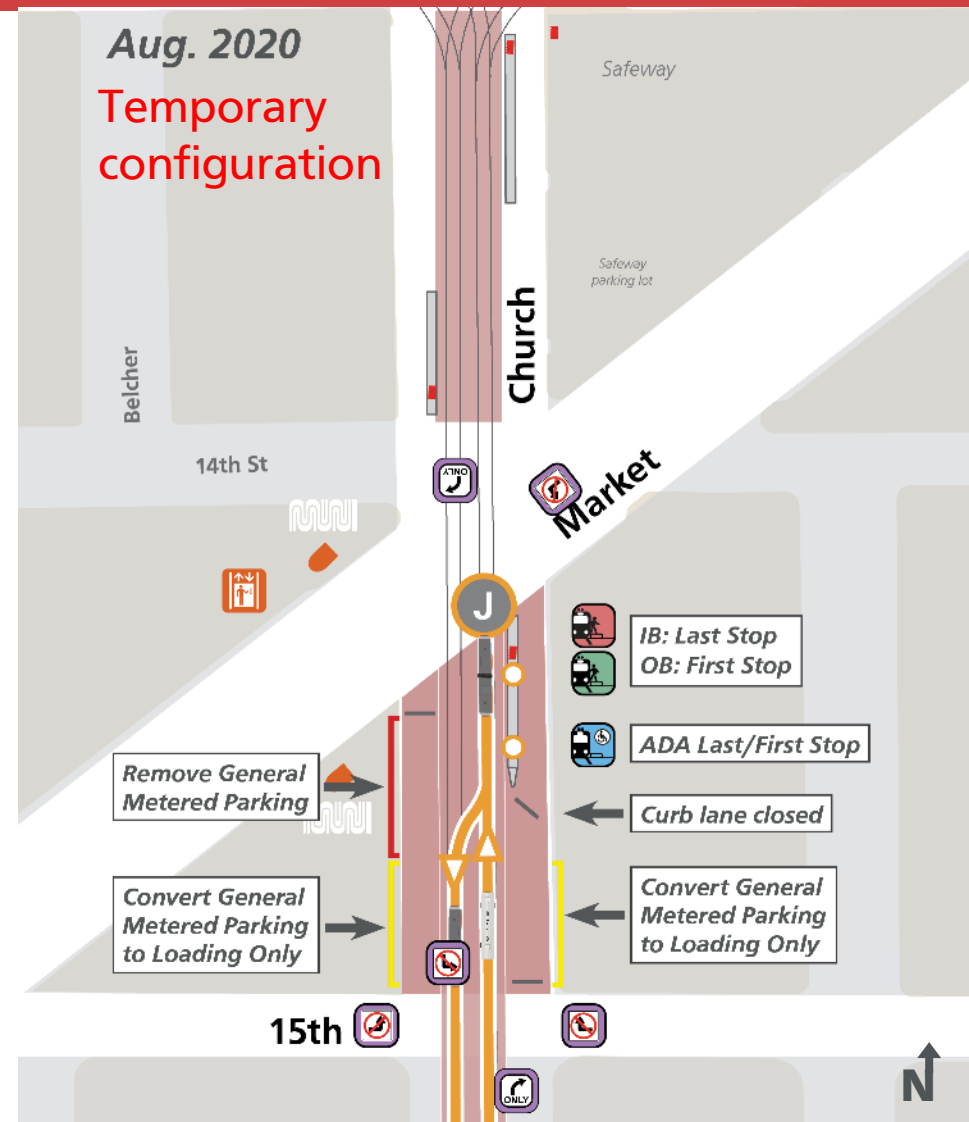 Aug. 2020
Temporary
configuration
Safeway
Safeway
parking lot
Church
Belcher
14th St
ONLY
Market
MUNI
J
IB: Last Stop
OB: First Stop
ADA Last/First Stop
Remove General
Metered Parking
MUNI
Curb lane closed
Convert General
Metered Parking
to Loading Only
Convert General
Metered Parking
to Loading Only
15th
ONLY
N